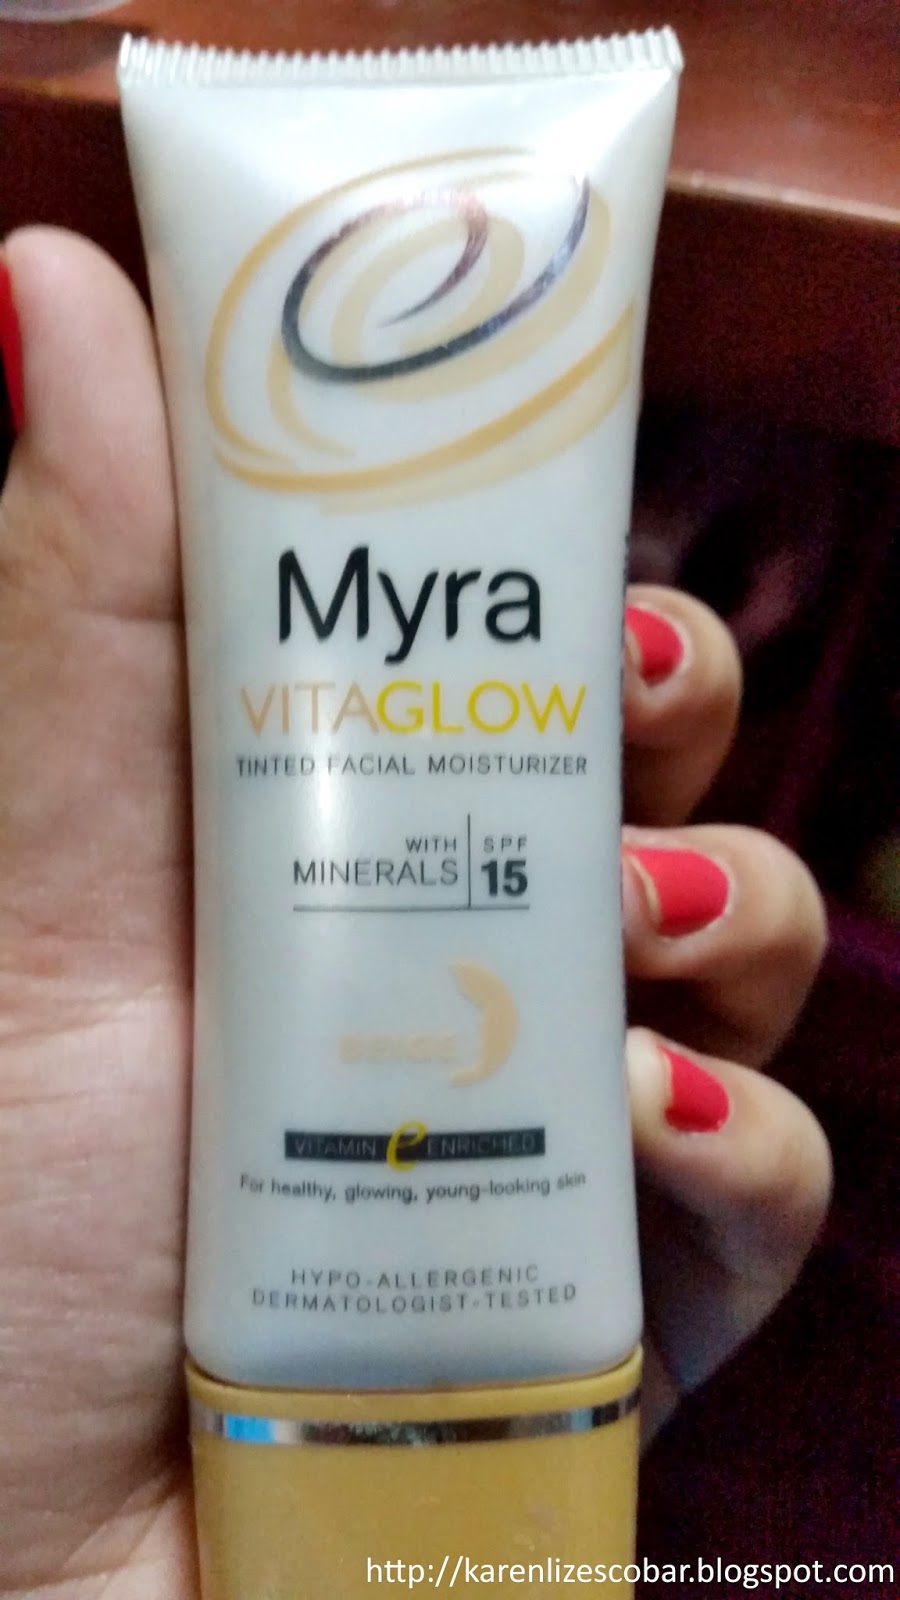 Myra
VITAGLOW
TINTED FACIAL MOISTURIZER
WITH MINERALS
SPF 15
BEIGE
VITAMIN e ENRICHED
For healthy, glowing, young-looking skin
HYPO-ALLERGENIC
DERMATOLOGIST-TESTED
http://karenlizescobar.blogspot.com